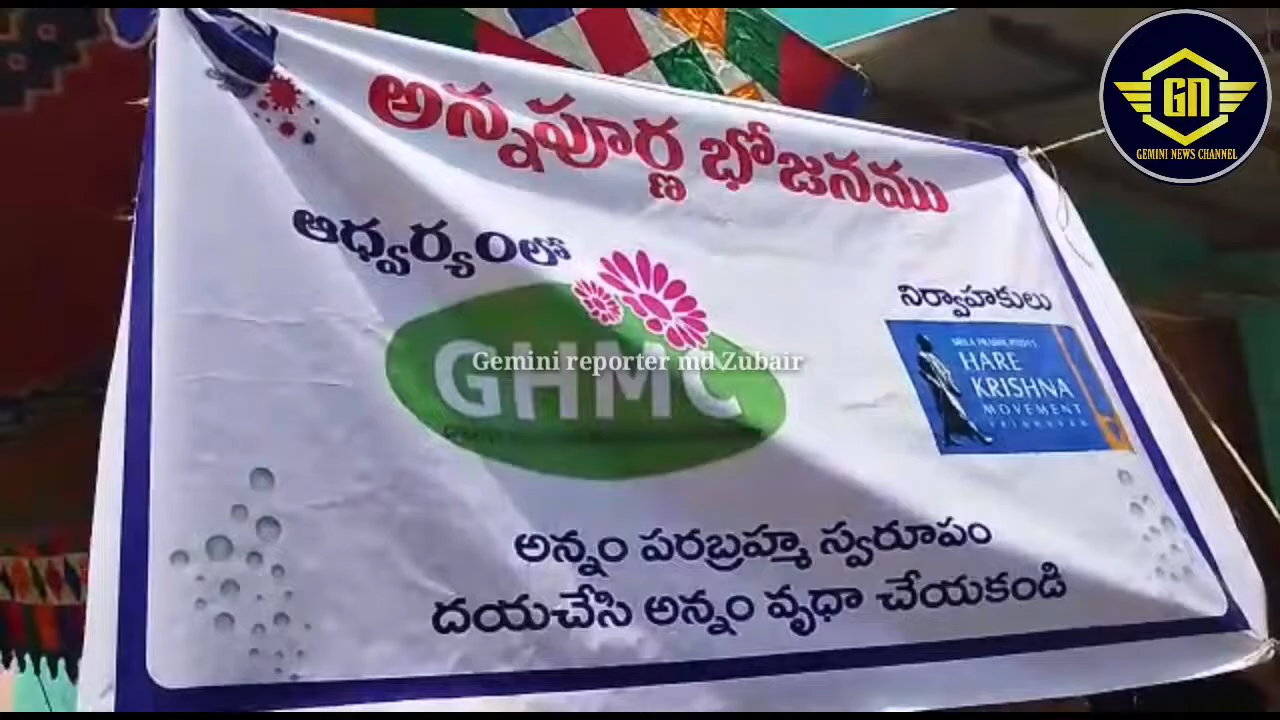 అన్నపూర్ణ భోజనము
ఆధ్వర్యంలో
GHMC
నిర్వాహకులు
HARE
KRISHNA
MOVEMENT
అన్నం పరబ్రహ్మ స్వరూపం
దయచేసి అన్నం వృధా చేయకండి
Gemini reporter md Zubair
GN
GEMINI NEWS CHANNEL